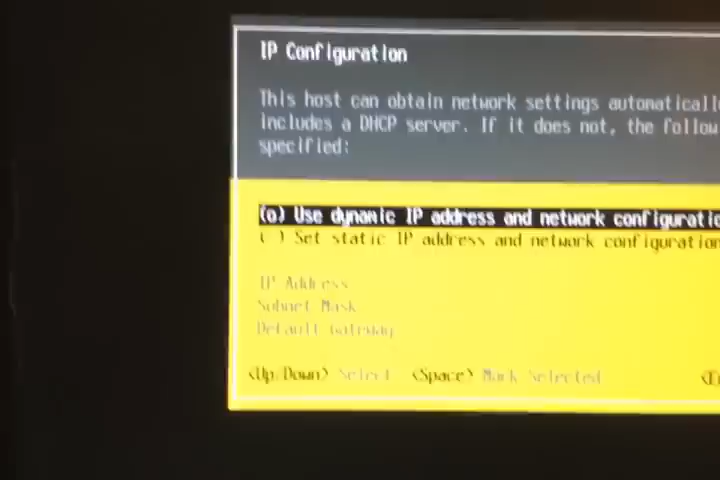 IP Configuration
This host can obtain network settings automaticall
includes a DHCP server. If it does not, the follow
specified:
(o) Use dynamic IP address and network configuratio
( ) Set static IP address and network configuration
IP Address
Subnet Mask
Default Gateway
<Up/Down> Select <Space> Mark Selected <E